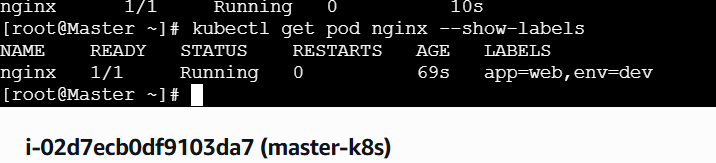 nginx 1/1 Running 0 10s
[root@Master ~]# kubectl get pod nginx --show-labels
NAME READY STATUS RESTARTS AGE LABELS
nginx 1/1 Running 0 69s app=web,env=dev
[root@Master ~]#
i-02d7ecb0df9103da7 (master-k8s)